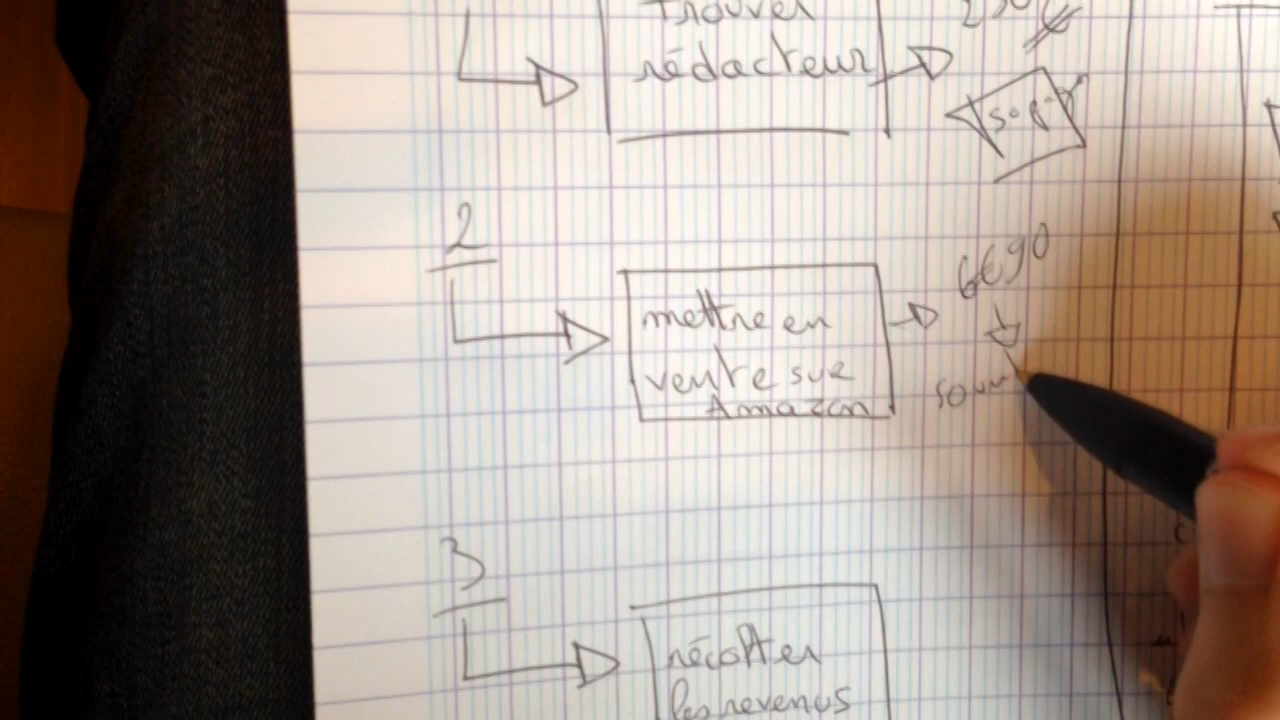 trouver
rédacteur
2
6€90
mettre en
vente sur
Amazon
3
récolter
les revenus